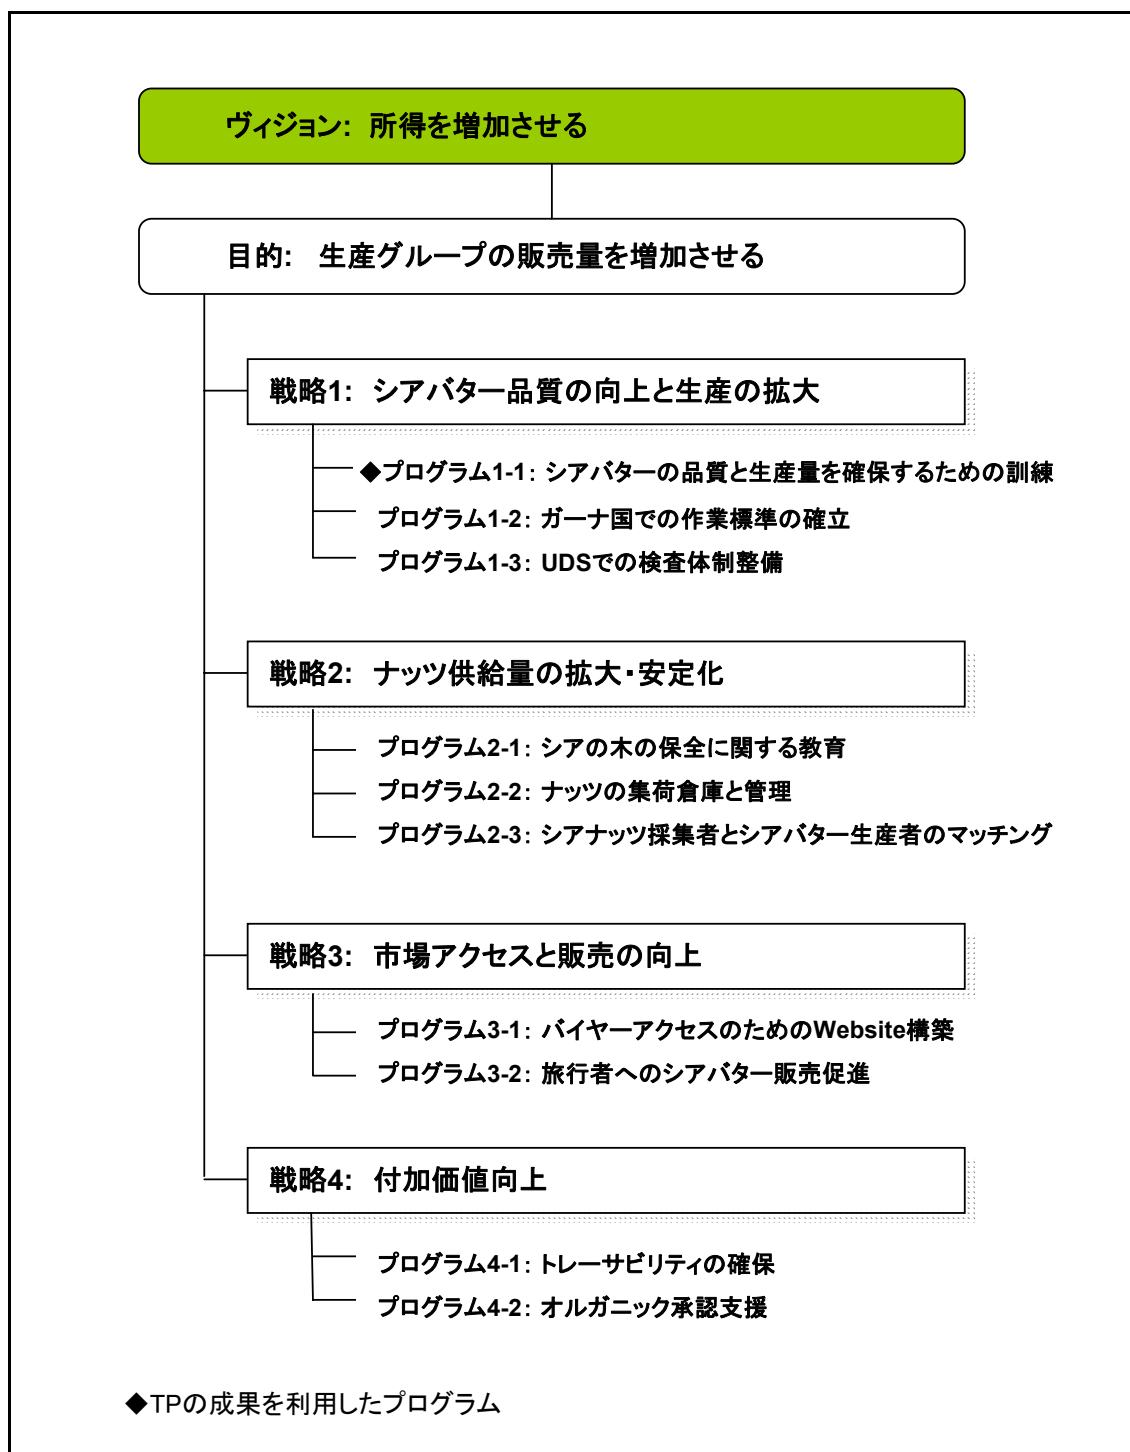 ヴィジョン: 所得を増加させる
目的: 生産グループの販売量を増加させる
戦略1: シアバター品質の向上と生産の拡大
◆プログラム1-1: シアバターの品質と生産量を確保するための訓練
プログラム1-2: ガーナ国での作業標準の確立
プログラム1-3: UDSでの検査体制整備
戦略2: ナッツ供給量の拡大・安定化
プログラム2-1: シアの木の保全に関する教育
プログラム2-2: ナッツの集荷倉庫と管理
プログラム2-3: シアナッツ採集者とシアバター生産者のマッチング
戦略3: 市場アクセスと販売の向上
プログラム3-1: バイヤーアクセスのためのWebsite構築
プログラム3-2: 旅行者へのシアバター販売促進
戦略4: 付加価値向上
プログラム4-1: トレーサビリティの確保
プログラム4-2: オルガニック承認支援
◆TPの成果を利用したプログラム